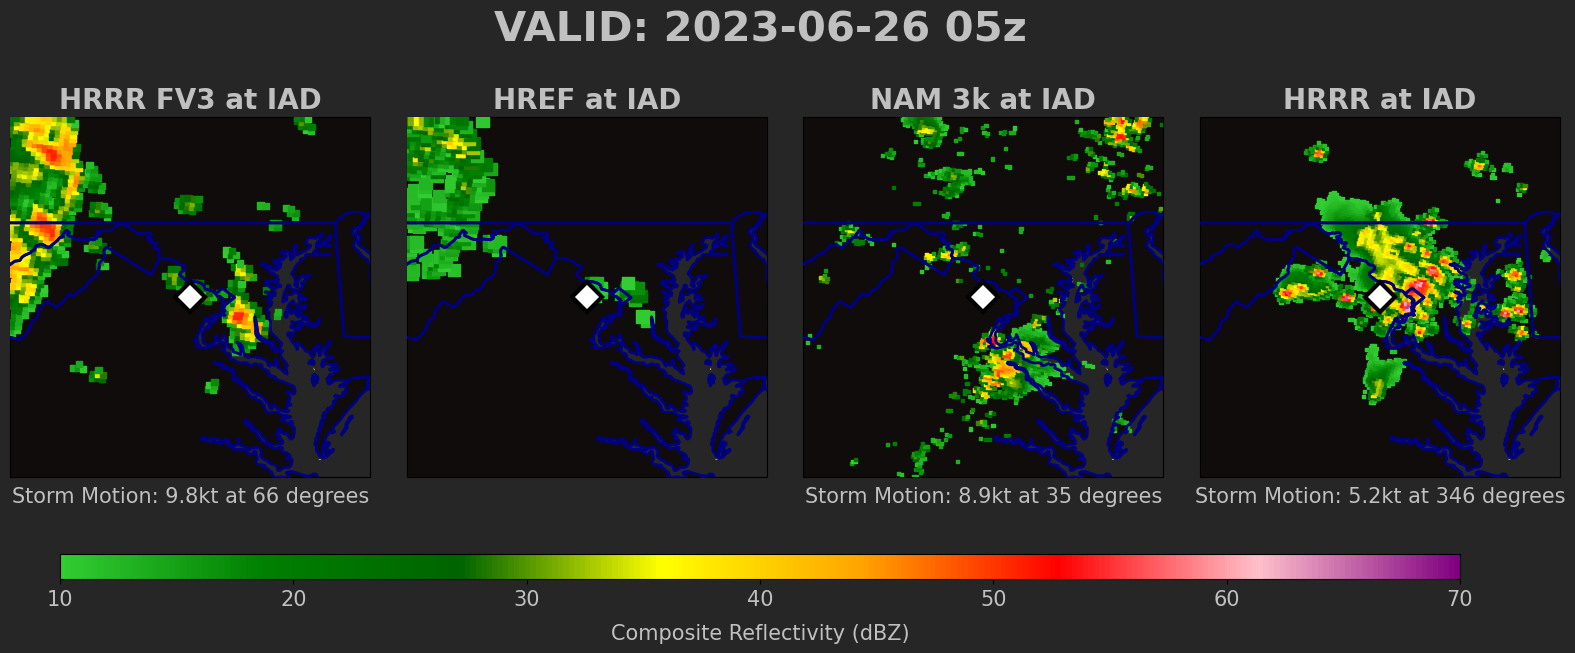 VALID: 2023-06-26 05z
HRRR FV3 at IAD
HREF at IAD
NAM 3k at IAD
HRRR at IAD
Storm Motion: 9.8kt at 66 degrees
Storm Motion: 8.9kt at 35 degrees
Storm Motion: 5.2kt at 346 degrees
10 20 30 40 50 60 70
Composite Reflectivity (dBZ)